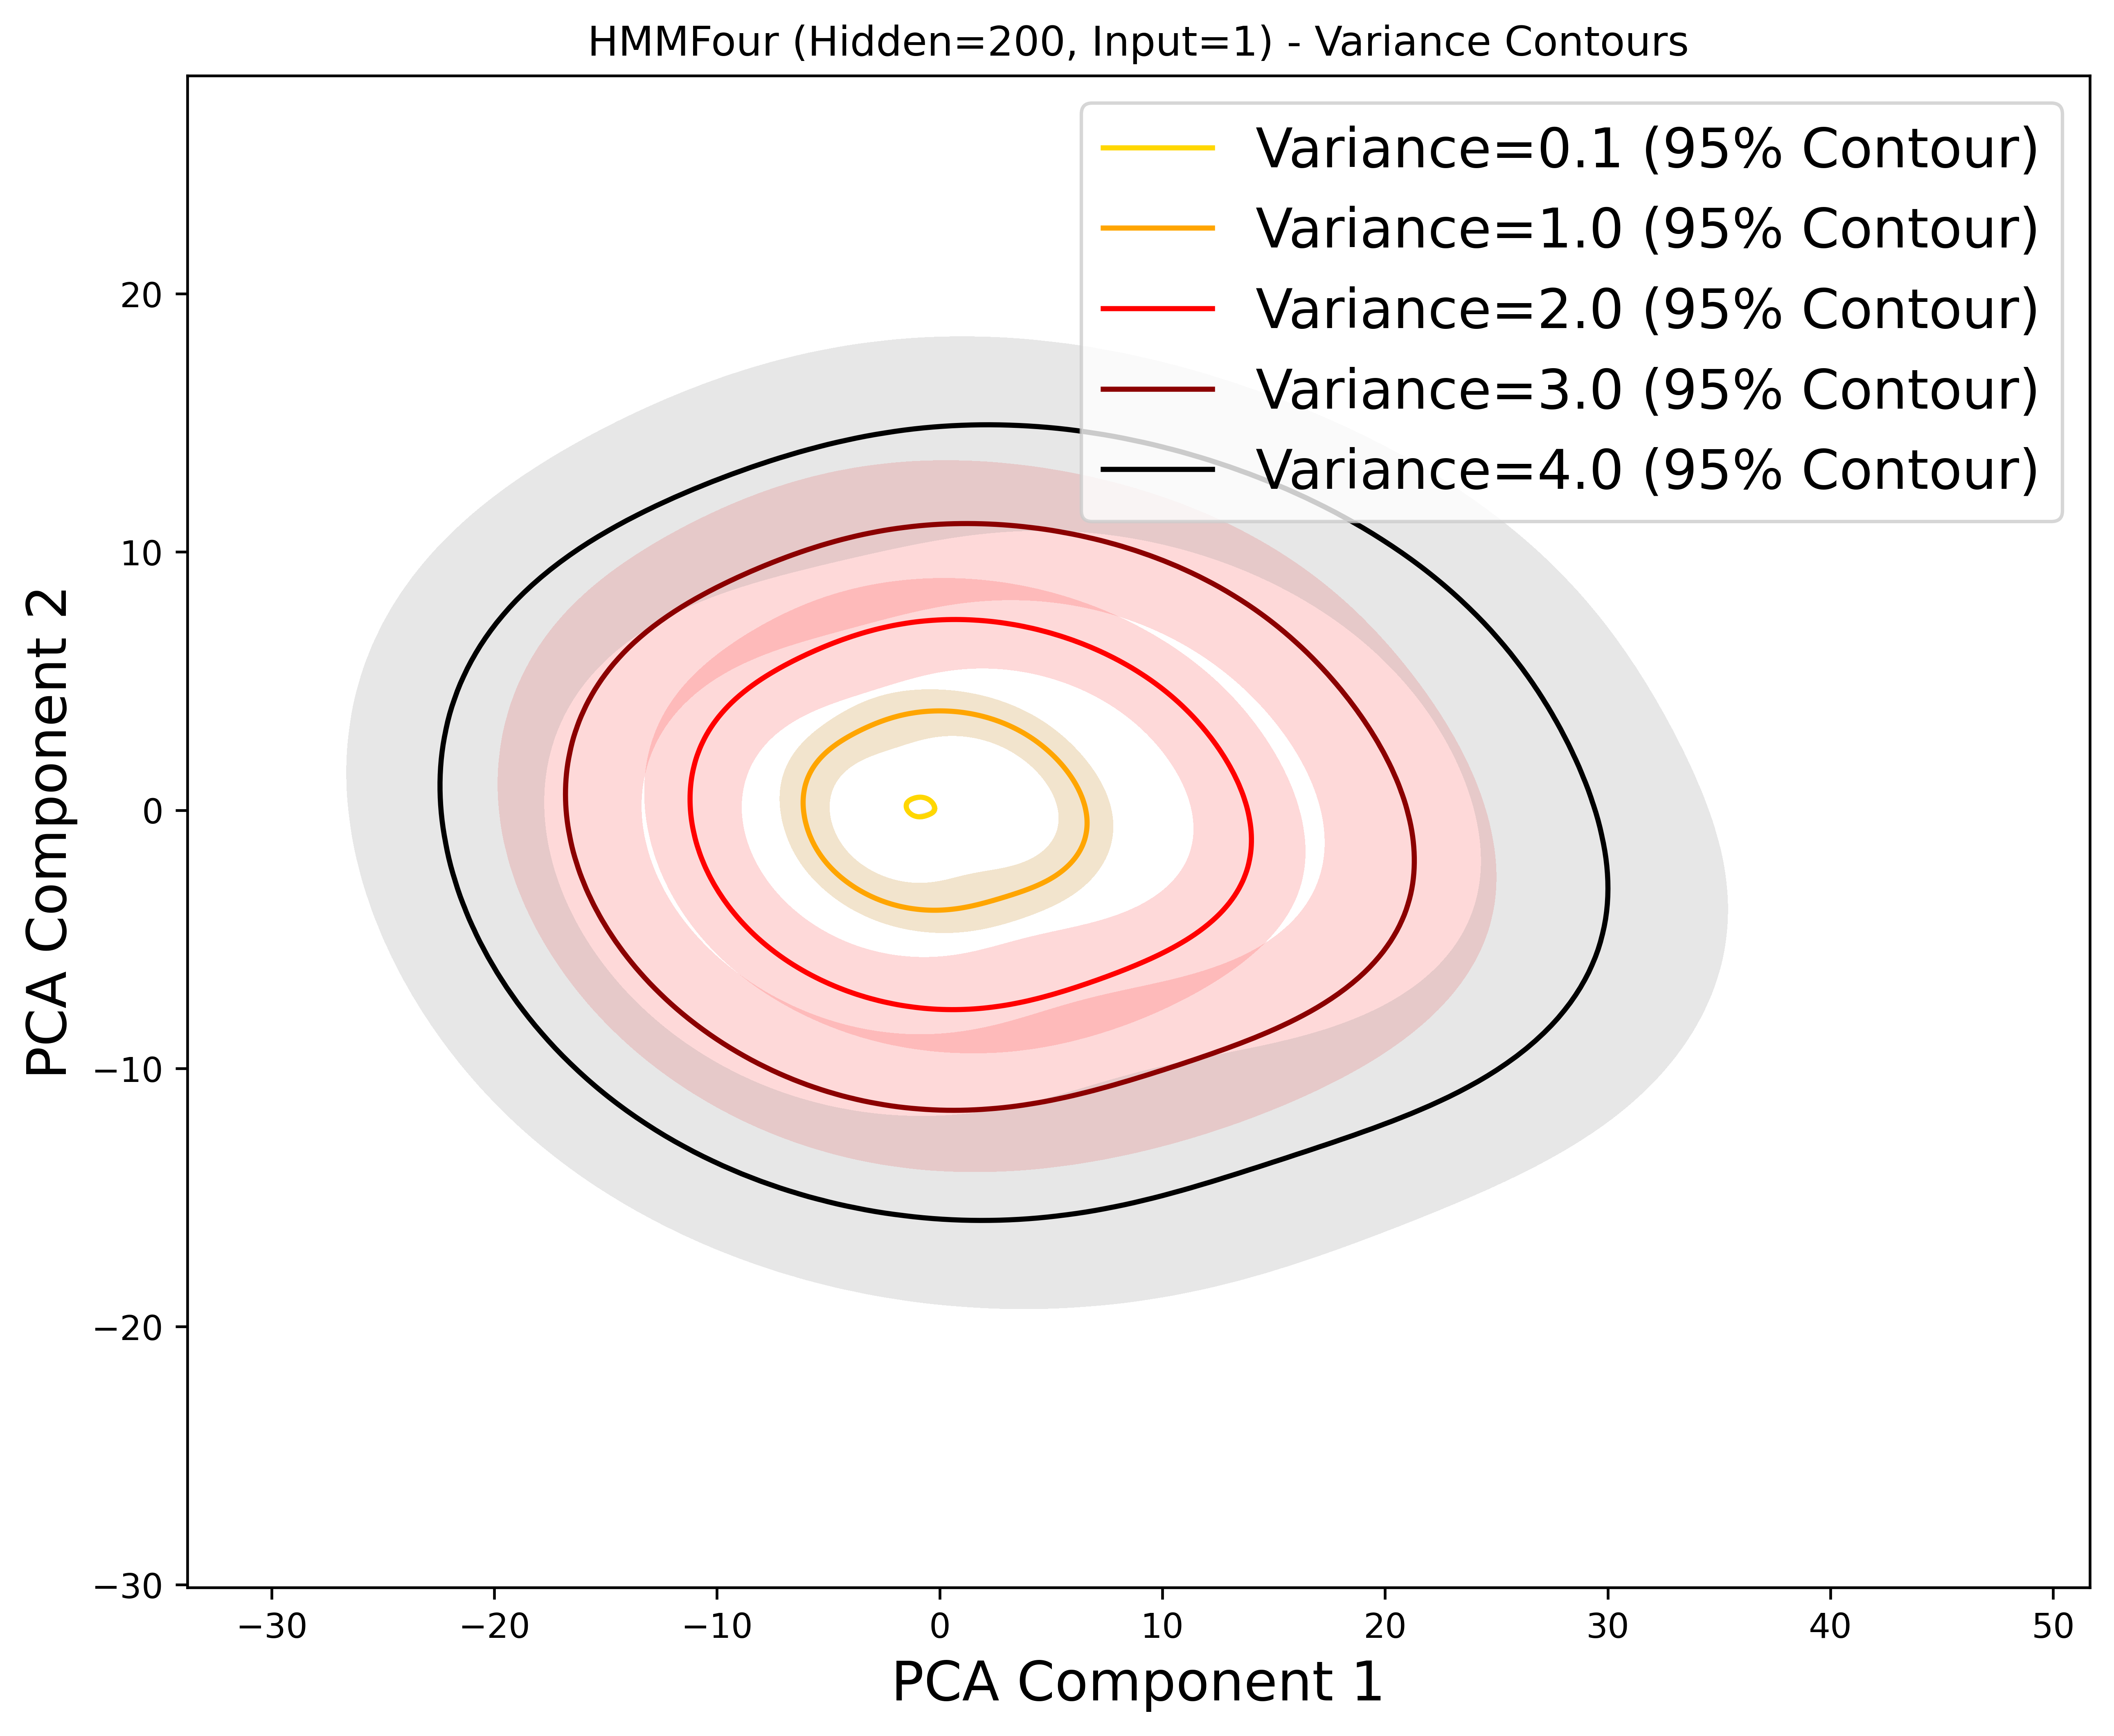 HMMFour (Hidden=200, Input=1) - Variance Contours
Variance=0.1 (95% Contour)
Variance=1.0 (95% Contour)
Variance=2.0 (95% Contour)
Variance=3.0 (95% Contour)
Variance=4.0 (95% Contour)
PCA Component 2
20
10
0
−10
−20
−30
−30 −20 −10 0 10 20 30 40 50
PCA Component 1